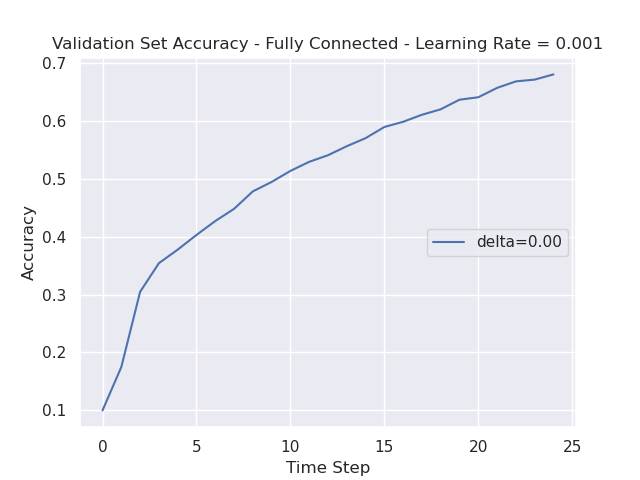 Validation Set Accuracy - Fully Connected - Learning Rate = 0.001
0.7
0.6
0.5
0.4
0.3
0.2
0.1
Accuracy
delta=0.00
0 5 10 15 20 25
Time Step